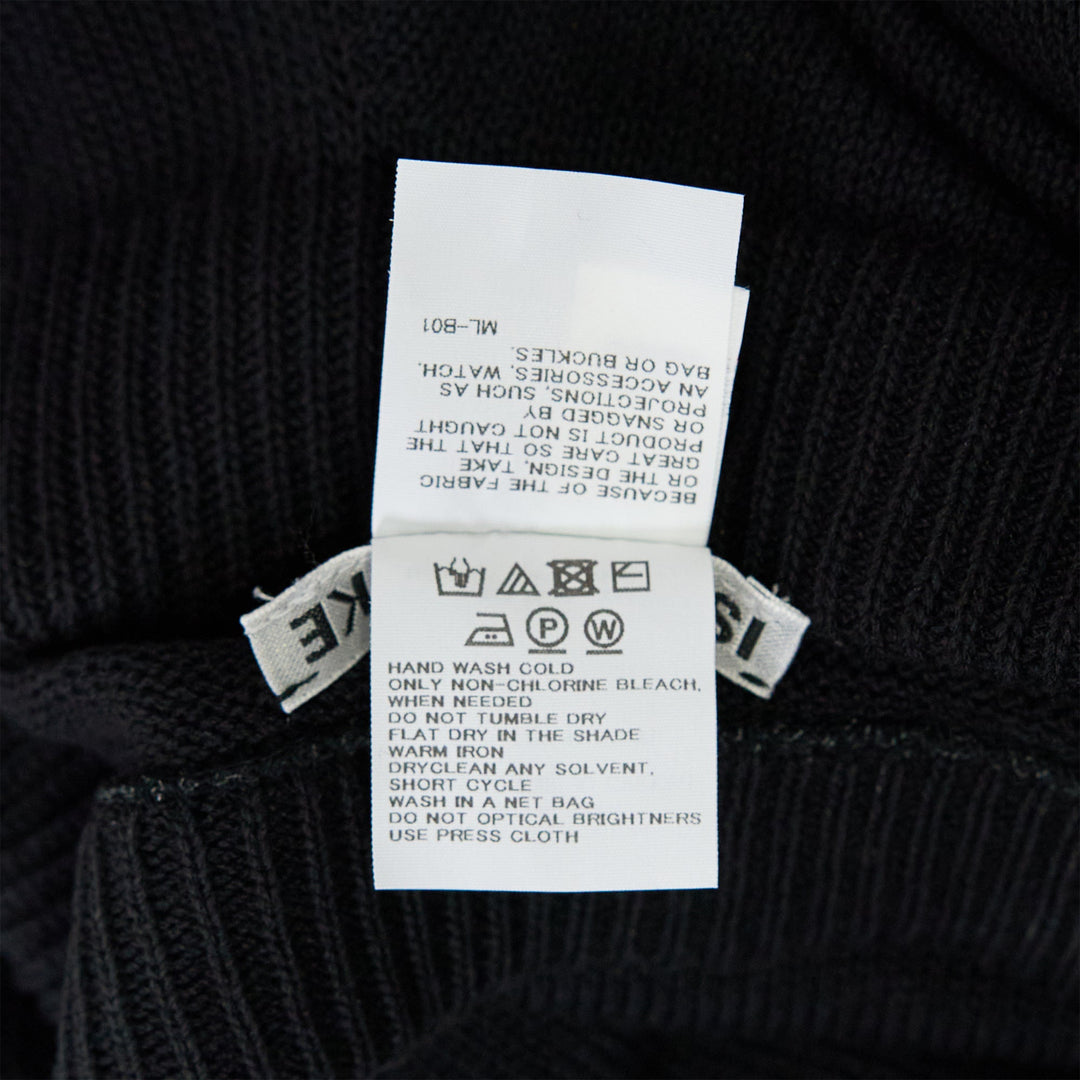 ML-B01
BECAUSE OF THE FABRIC
OR THE DESIGN, TAKE
GREAT CARE SO THAT THE
PRODUCT IS NOT CAUGHT
OR SNAGGED BY
PROJECTIONS, SUCH AS
AN ACCESSORIES, WATCH,
BAG OR BUCKLES.
P
W
KE
IS
HAND WASH COLD
ONLY NON-CHLORINE BLEACH,
WHEN NEEDED
DO NOT TUMBLE DRY
FLAT DRY IN THE SHADE
WARM IRON
DRYCLEAN ANY SOLVENT,
SHORT CYCLE
WASH IN A NET BAG
DO NOT OPTICAL BRIGHTNERS
USE PRESS CLOTH